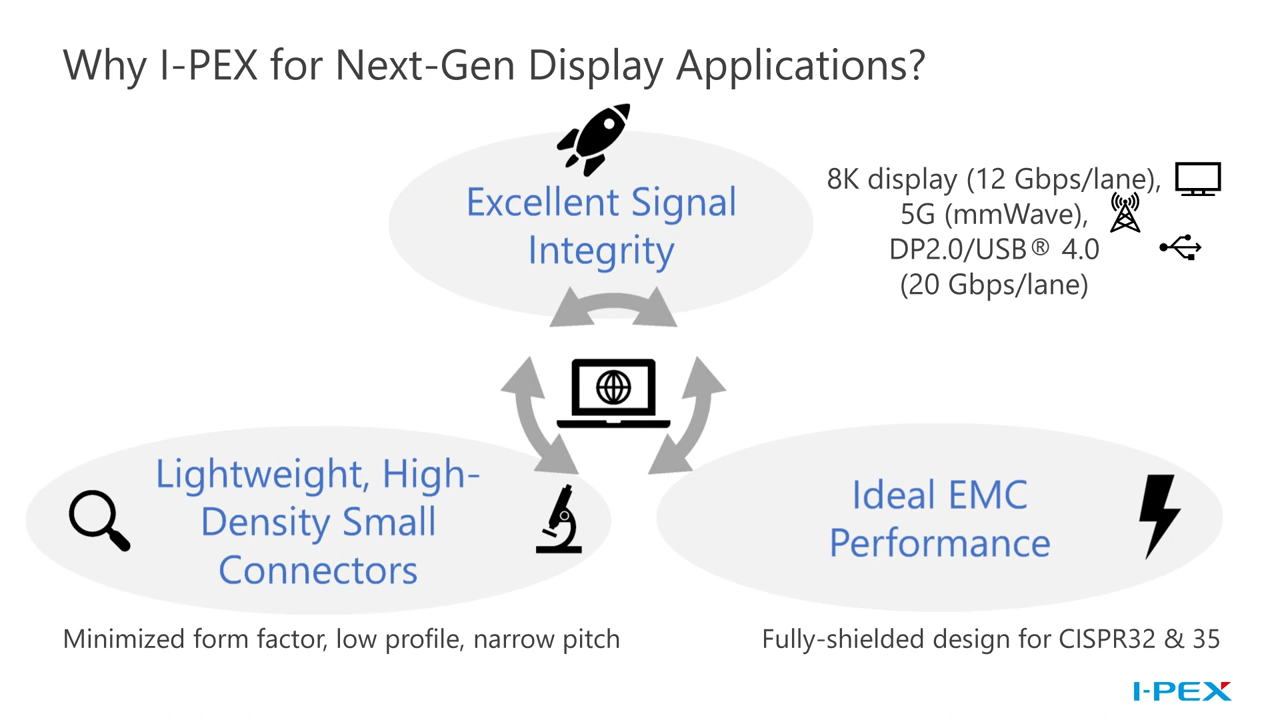 Why I-PEX for Next-Gen Display Applications?
Excellent Signal
Integrity
8K display (12 Gbps/lane),
5G (mmWave),
DP2.0/USB® 4.0
(20 Gbps/lane)
Lightweight, High-
Density Small
Connectors
Ideal EMC
Performance
Minimized form factor, low profile, narrow pitch
Fully-shielded design for CISPR32 & 35
I-PEX